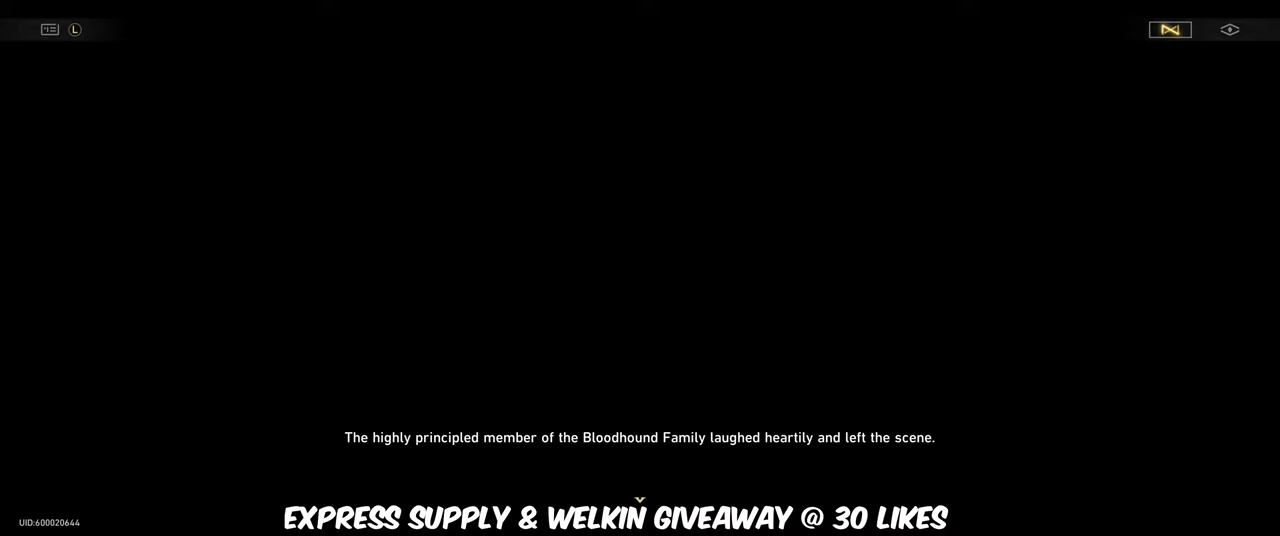 L
The highly principled member of the Bloodhound Family laughed heartily and left the scene.
UID:600020644
EXPRESS SUPPLY & WELKIN GIVEAWAY @ 30 LIKES